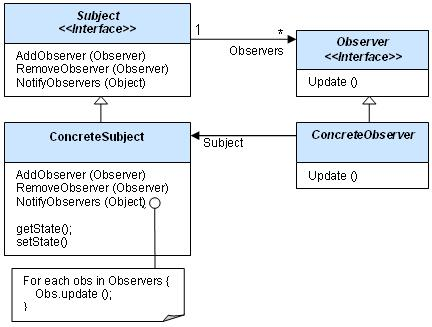 Subject
<<Interface>>
AddObserver (Observer)
RemoveObserver (Observer)
NotifyObservers (Object)
1
*
Observers
Observer
<<Interface>>
Update ()
ConcreteSubject
AddObserver (Observer)
RemoveObserver (Observer)
NotifyObservers (Object)
getState();
setState()
Subject
ConcreteObserver
Update ()
For each obs in Observers {
Obs.update ();
}